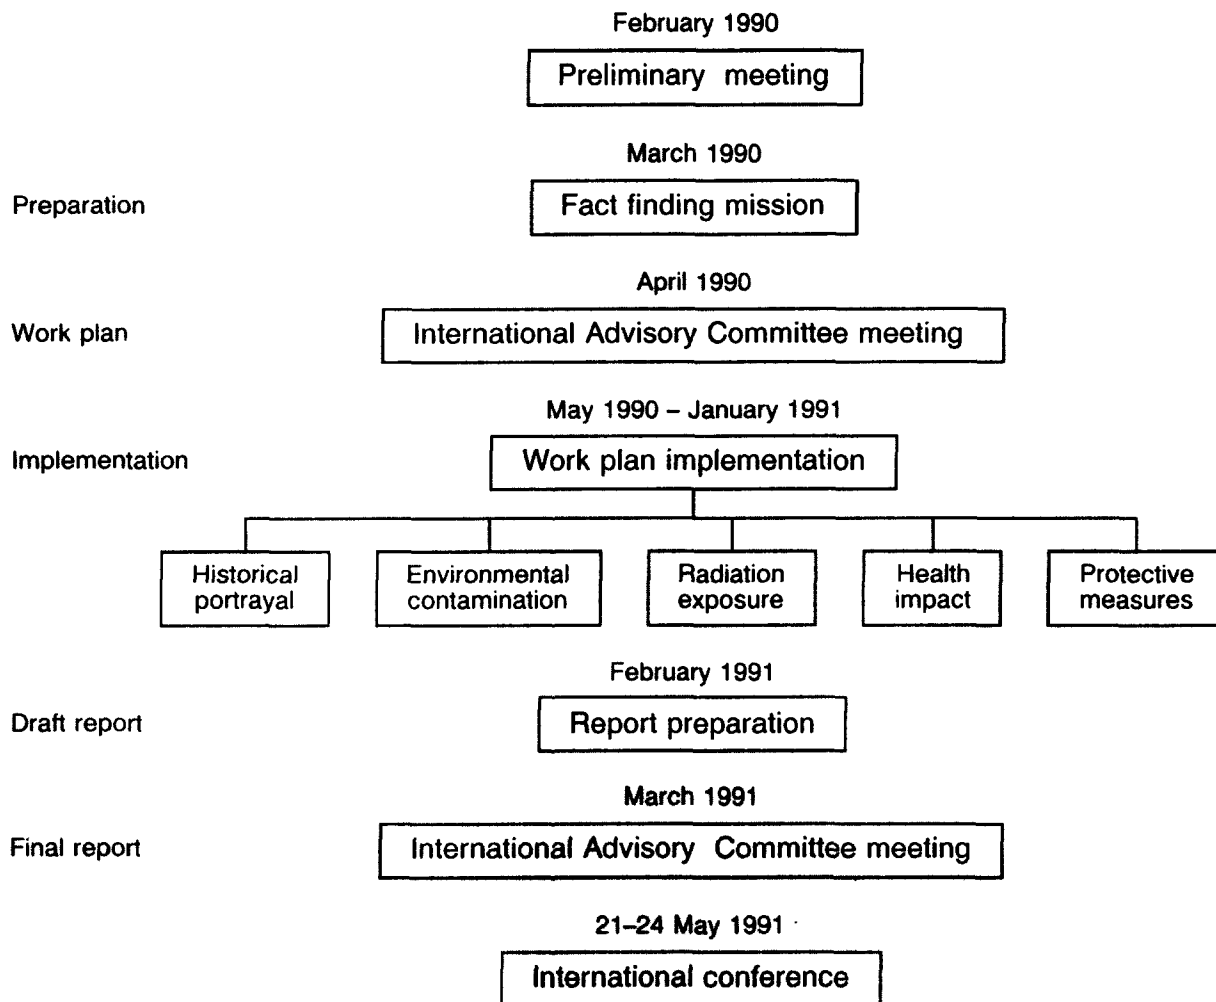 February 1990
Preliminary meeting
March 1990
Preparation
Fact finding mission
April 1990
Work plan
International Advisory Committee meeting
May 1990 – January 1991
Implementation
Work plan implementation
Historical
portrayal
Environmental
contamination
Radiation
exposure
Health
impact
Protective
measures
February 1991
Draft report
Report preparation
March 1991
Final report
International Advisory Committee meeting
21–24 May 1991
International conference